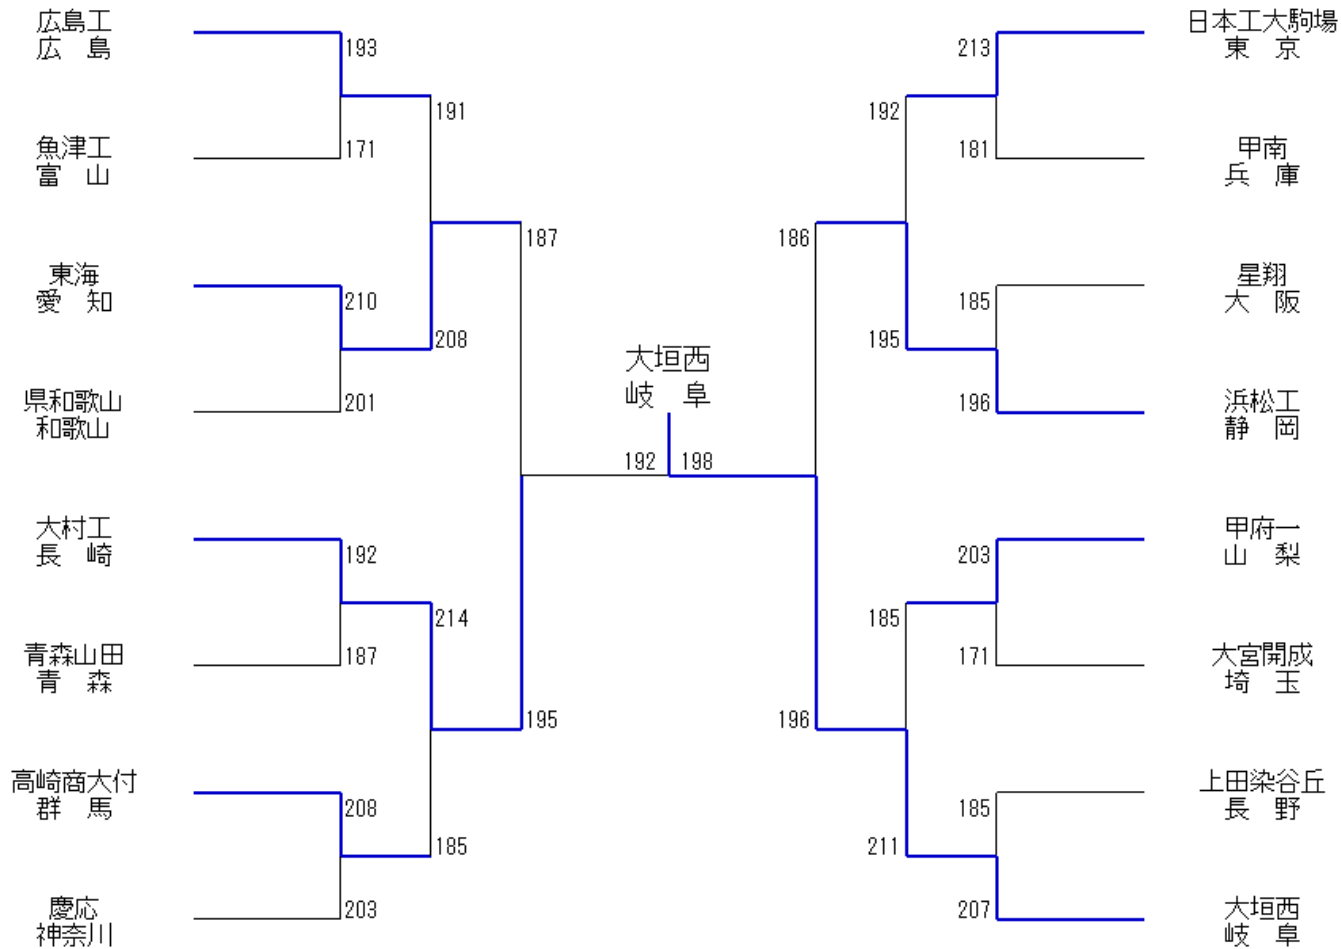 広島工
広　島
193
191
魚津工
富　山
171
187
東海
愛　知
210
208
県和歌山
和歌山
201
大村工
長　崎
192
214
青森山田
青　森
187
195
高崎商大付
群　馬
208
185
慶応
神奈川
203
大垣西
岐　阜
192 198
日本工大駒場
東　京
213
192
甲南
兵　庫
181
186
星翔
大　阪
185
195
浜松工
静　岡
196
甲府一
山　梨
203
185
大宮開成
埼　玉
171
196
上田染谷丘
長　野
185
211
大垣西
岐　阜
207